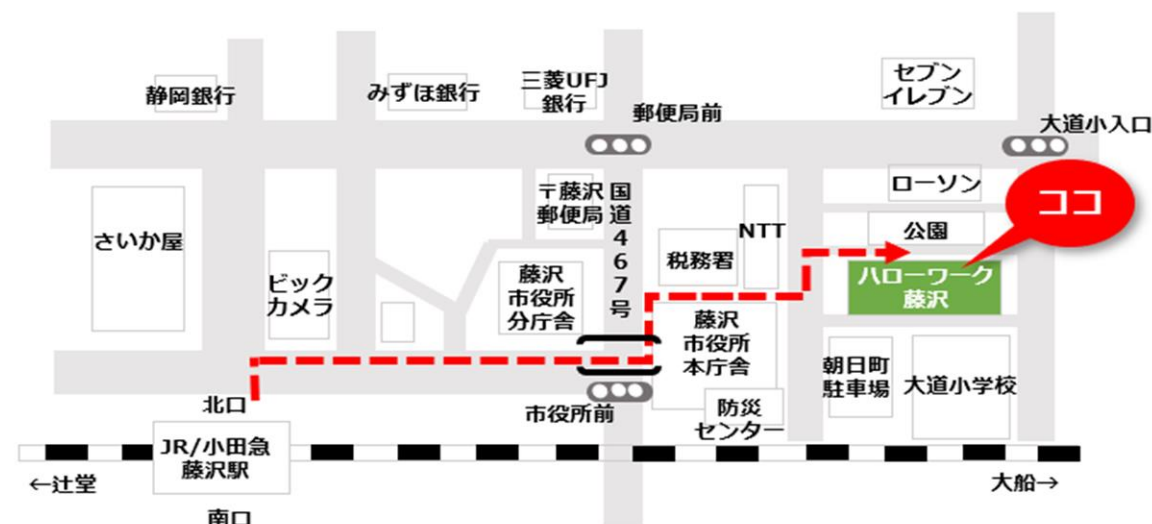 セブン
イレブン
三菱UFJ
銀行
静岡銀行
みずほ銀行
郵便局前
大道小入口
ローソン
ココ
〒藤沢
郵便局
国道467号
NTT
公園
さいか屋
税務署
ビック
カメラ
藤沢
市役所
分庁舎
ハローワーク
藤沢
藤沢
市役所
本庁舎
朝日町
駐車場
大道小学校
北口
市役所前
防災
センター
JR/小田急
藤沢駅
←辻堂
大船→
南口